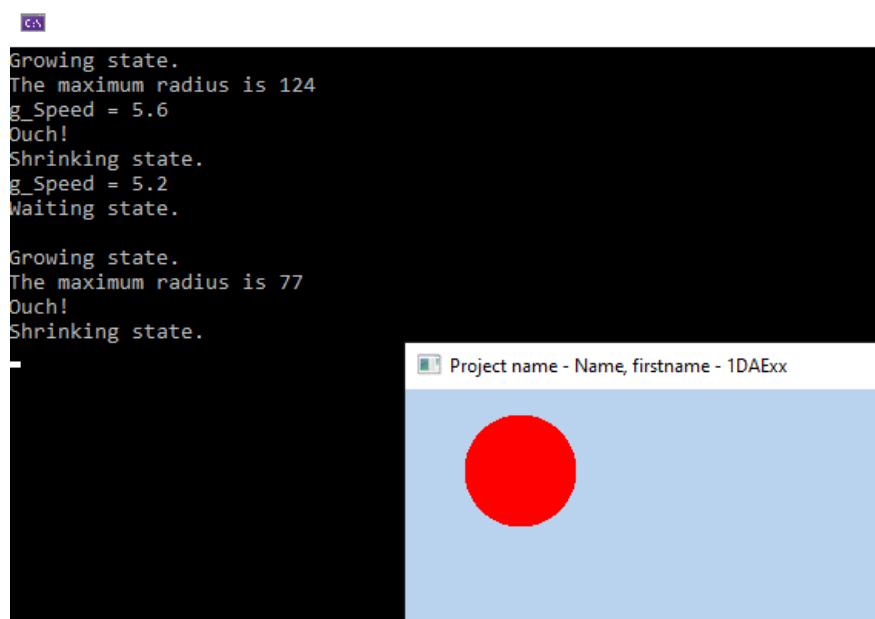 C:\
Growing state.
The maximum radius is 124
g_Speed = 5.6
Ouch!
Shrinking state.
g_Speed = 5.2
Waiting state.
Growing state.
The maximum radius is 77
Ouch!
Shrinking state.
Project name - Name, firstname - 1DAExx